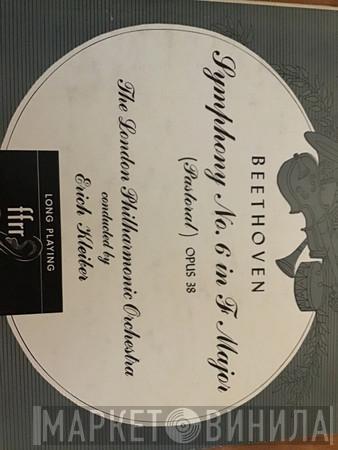 BEETHOVEN
Symphony No. 6 in F Major
(Pastoral) OPUS 38
The London Philharmonic Orchestra
conducted by
Erich Kleiber
LONG PLAYING
ffrr
МАРКЕТ ВИНИЛА